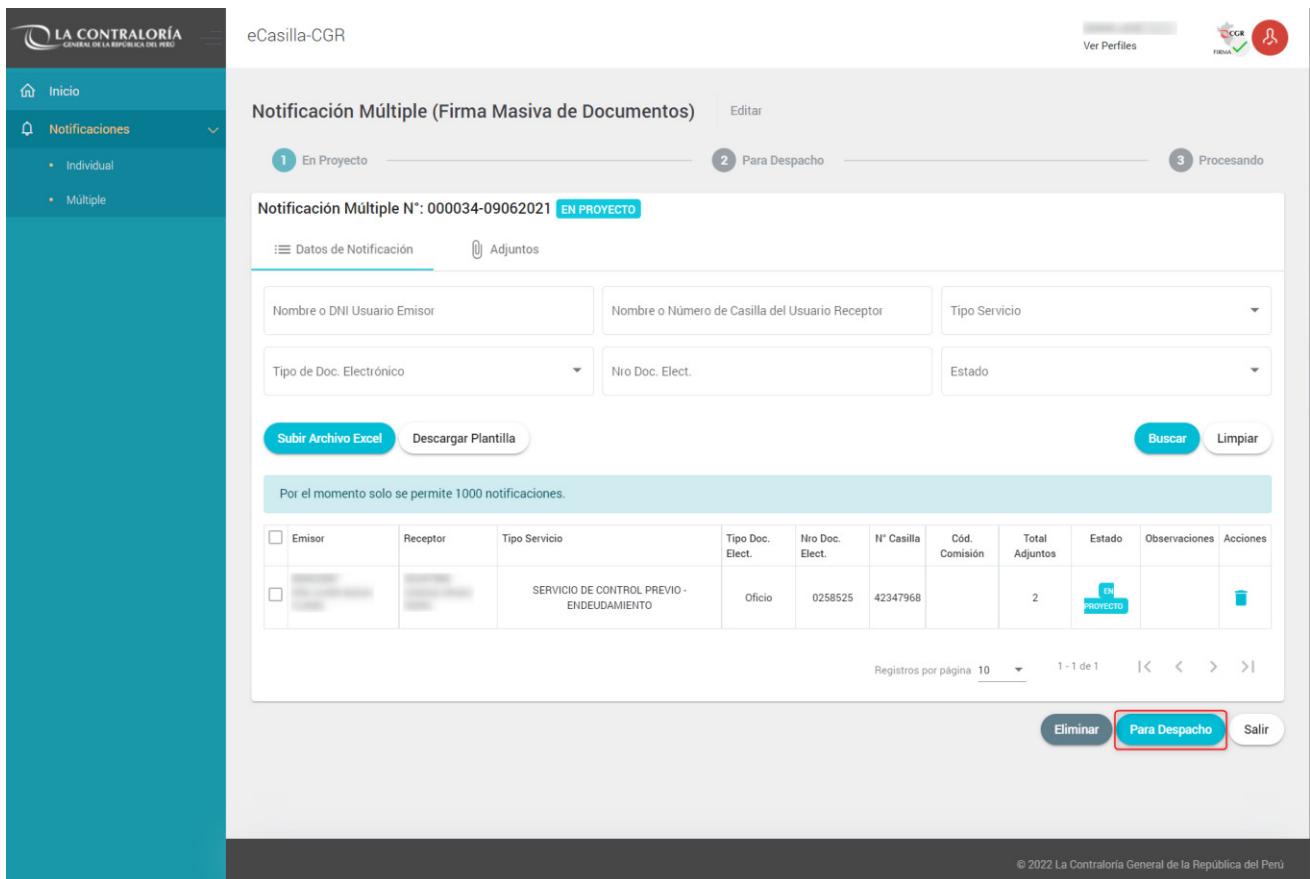 LA CONTRALORÍA
GENERAL DE LA REPÚBLICA DEL PERÚ
eCasilla-CGR
Ver Perfiles
CGR
FIRMA
Inicio
Notificaciones
Individual
Múltiple
Notificación Múltiple (Firma Masiva de Documentos)
Editar
1 En Proyecto
2 Para Despacho
3 Procesando
Notificación Múltiple N°: 000034-09062021 EN PROYECTO
Datos de Notificación
Adjuntos
Nombre o DNI Usuario Emisor
Nombre o Número de Casilla del Usuario Receptor
Tipo Servicio
Tipo de Doc. Electrónico
Nro Doc. Elect.
Estado
Subir Archivo Excel
Descargar Plantilla
Buscar
Limpiar
Por el momento solo se permite 1000 notificaciones.
Emisor
Receptor
Tipo Servicio
Tipo Doc.
Elect.
Nro Doc.
Elect.
N° Casilla
Cód.
Comisión
Total
Adjuntos
Estado
Observaciones
Acciones
SERVICIO DE CONTROL PREVIO -
ENDEUDAMIENTO
Oficio
0258525
42347968
2
EN
PROYECTO
Registros por página 10
1 - 1 de 1
Eliminar
Para Despacho
Salir
© 2022 La Contraloría General de la República del Perú